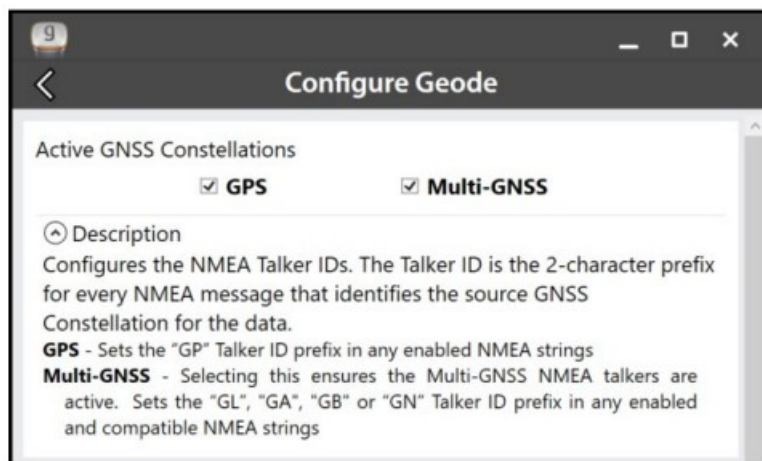 g
Configure Geode
Active GNSS Constellations
GPS Multi-GNSS
Description
Configures the NMEA Talker IDs. The Talker ID is the 2-character prefix
for every NMEA message that identifies the source GNSS
Constellation for the data.
GPS - Sets the "GP" Talker ID prefix in any enabled NMEA strings
Multi-GNSS - Selecting this ensures the Multi-GNSS NMEA talkers are
active. Sets the "GL", "GA", "GB" or "GN" Talker ID prefix in any enabled
and compatible NMEA strings